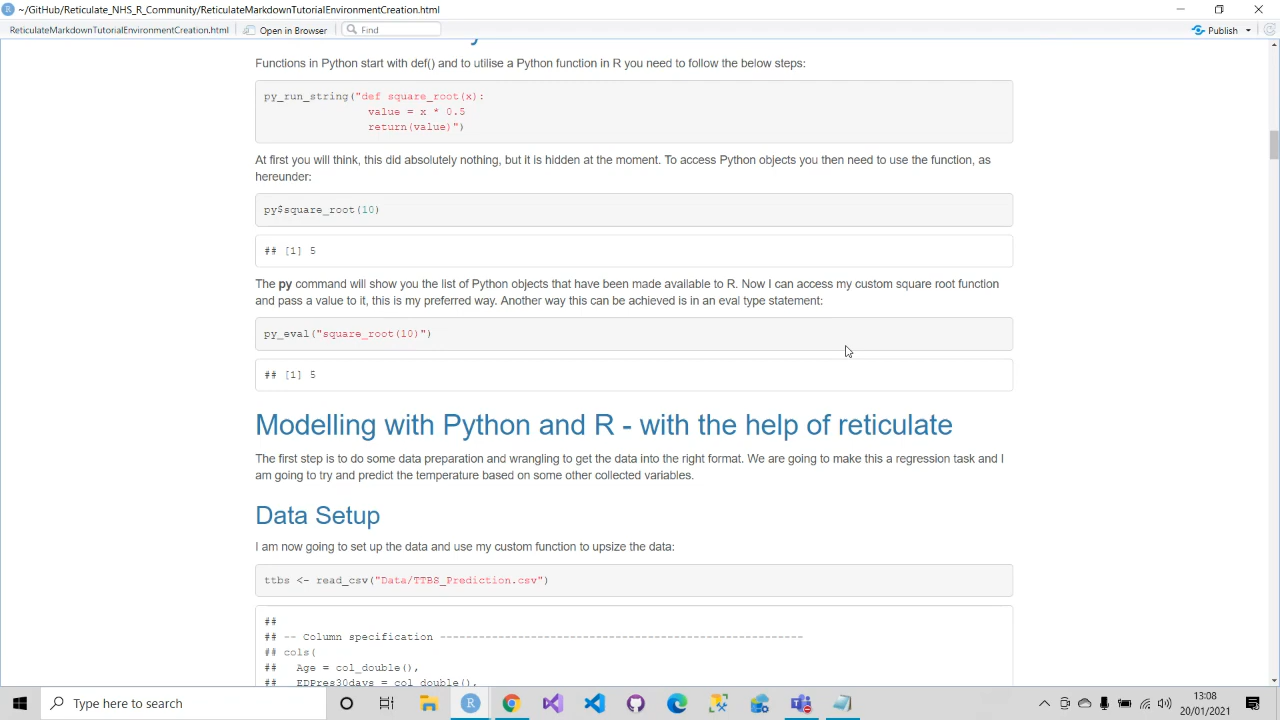 ~/GitHub/Reticulate_NHS_R_Community/ReticulateMarkdownTutorialEnvironmentCreation.html
ReticulateMarkdownTutorialEnvironmentCreation.html Open in Browser Find Publish
Functions in Python start with def() and to utilise a Python function in R you need to follow the below steps:
py_run_string("def square_root(x):
value = x * 0.5
return(value)")
At first you will think, this did absoiutely nothing, but it is hidden at the moment. To access Python objects you then need to use the function, as
hereunder:
py$square_root(10)
## [1] 5
The py command will show you the list of Python objects that have been made available to R. Now I can access my custom square root function
and pass a value to it, this is my preferred way. Another way this can be achieved is in an eval type statement:
py_eval("square_root(10)")
## [1] 5
Modelling with Python and R - with the help of reticulate
The first step is to do some data preparation and wrangling to get the data into the right format. We are going to make this a regression task and I
am going to try and predict the temperature based on some other collected variables.
Data Setup
I am now going to set up the data and use my custom function to upsize the data:
ttbs <- read_csv("Data/TTBS_Prediction.csv")
##
## -- Column specification --------------------------------------------------------
## cols(
## Age = col_double(),
## EDPres30days = col_double(),
Type here to search
13:08
20/01/2021